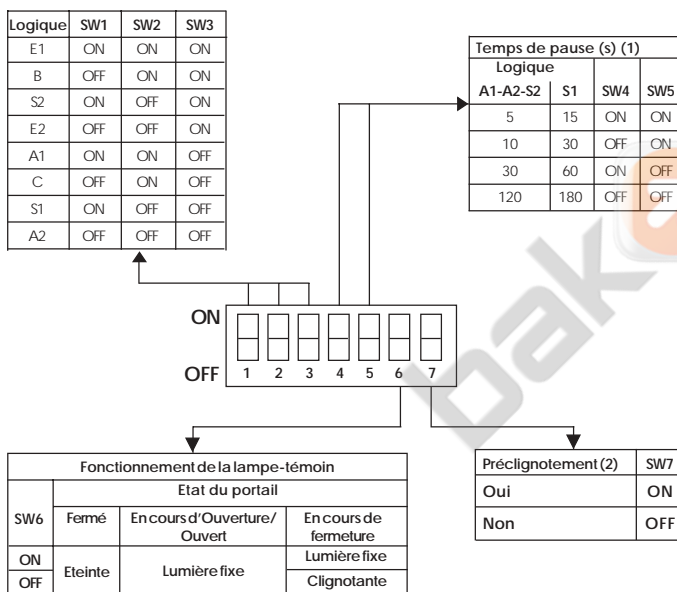 Logique SW1 SW2 SW3
E1 ON ON ON
B OFF ON ON
S2 ON OFF ON
E2 OFF OFF ON
A1 ON ON OFF
C OFF ON OFF
S1 ON OFF OFF
A2 OFF OFF OFF
Temps de pause (s) (1)
Logique
A1-A2-S2 S1 SW4 SW5
5 15 ON ON
10 30 OFF ON
30 60 ON OFF
120 180 OFF OFF
ON
OFF
1 2 3 4 5 6 7
Fonctionnement de la lampe-témoin
Etat du portail
SW6 Fermé En cours d'Ouverture/ En cours de
Ouvert fermeture
ON Eteinte Lumière fixe Lumière fixe
OFF Clignotante
Préclignotement (2) SW7
Oui ON
Non OFF
bak